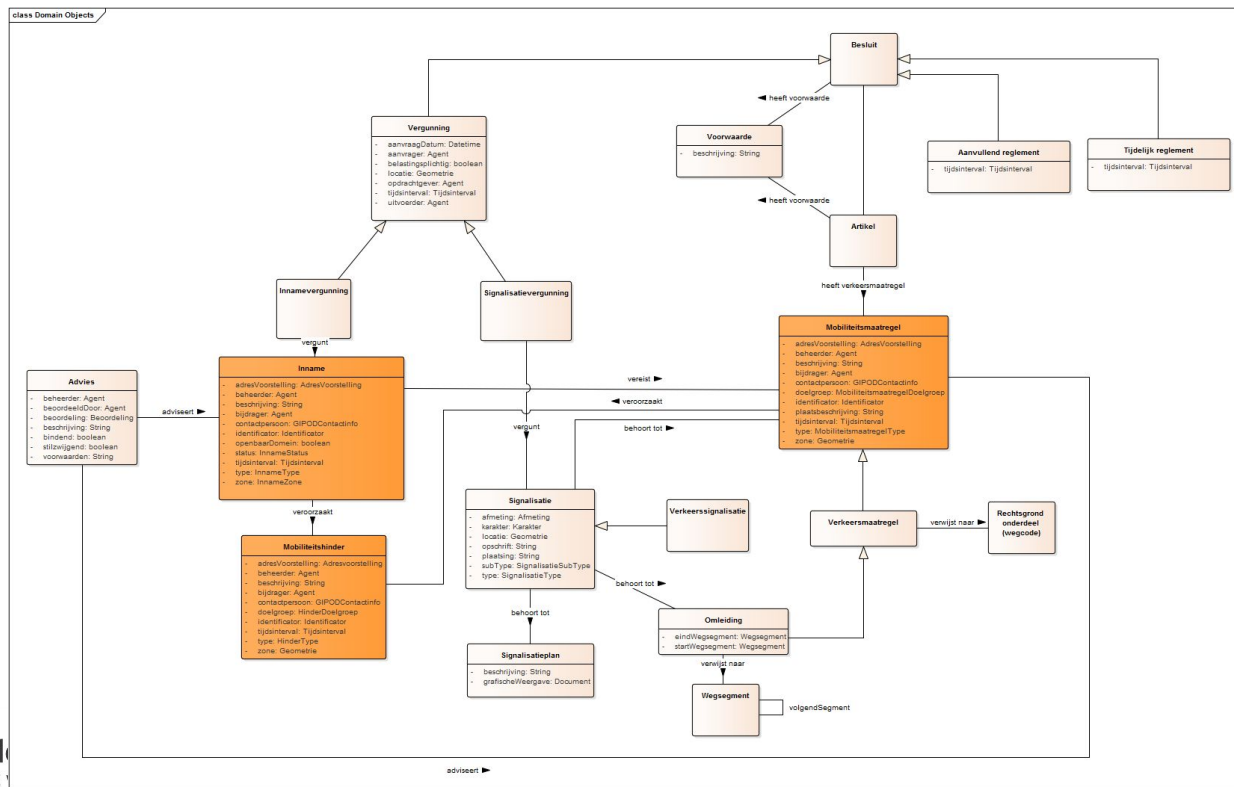 class Domain Objects
Besluit
◄ heeft voorwaarde
Vergunning
- aanvraagDatum: Datetime
- aanvrager: Agent
- belastingsplichtig: boolean
- locatie: Geometrie
- opdrachtgever: Agent
- tijdsinterval: Tijdsinterval
- uitvoerder: Agent
Voorwaarde
- beschrijving: String
Aanvullend reglement
- tijdsinterval: Tijdsinterval
Tijdelijk reglement
- tijdsinterval: Tijdsinterval
◄ heeft voorwaarde
Artikel
heeft verkeersmaatregel
Innamevergunning
Signalisatievergunning
vergunt
Mobiliteitsmaatregel
- adresVoorstelling: AdresVoorstelling
- beheerder: Agent
- beschrijving: String
- bijdrager: Agent
- contactpersoon: GIPODContactInfo
- doelgroep: MobiliteitsmaatregelDoelgroep
- identificator: Identificator
- plaatsbeschrijving: String
- tijdsinterval: Tijdsinterval
- type: MobiliteitsmaatregelType
- zone: Geometrie
Advies
- beheerder: Agent
- beoordeeldDoor: Agent
- beoordeling: Beoordeling
- beschrijving: String
- bindend: boolean
- stilzwijgend: boolean
- voorwaarden: String
adviseert ►
Inname
- adresVoorstelling: AdresVoorstelling
- beheerder: Agent
- beschrijving: String
- bijdrager: Agent
- contactpersoon: GIPODContactInfo
- identificator: Identificator
- openbaarDomein: boolean
- status: InnameStatus
- tijdsinterval: Tijdsinterval
- type: InnameType
- zone: InnameZone
vereist ►
◄ veroorzaakt
behoort tot ►
vergunt
veroorzaakt
Signalisatie
- afmeting: Afmeting
- karakter: Karakter
- locatie: Geometrie
- opschrift: String
- plaatsing: String
- subType: SignalisatieSubType
- type: SignalisatieType
Verkeerssignalisatie
Verkeersmaatregel
verwijst naar ►
Rechtsgrond
onderdeel
(wegcode)
Mobiliteitshinder
- adresVoorstelling: Adresvoorstelling
- beheerder: Agent
- beschrijving: String
- bijdrager: Agent
- contactpersoon: GIPODContactinfo
- doelgroep: HinderDoelgroep
- identificator: Identificator
- tijdsinterval: Tijdsinterval
- type: HinderType
- zone: Geometrie
behoort tot ►
behoort tot
Omleiding
- eindWegsegment: Wegsegment
- startWegsegment: Wegsegment
Signalisatieplan
- beschrijving: String
- grafischeWeergave: Document
verwijst naar
Wegsegment
volgendSegment
adviseert ►